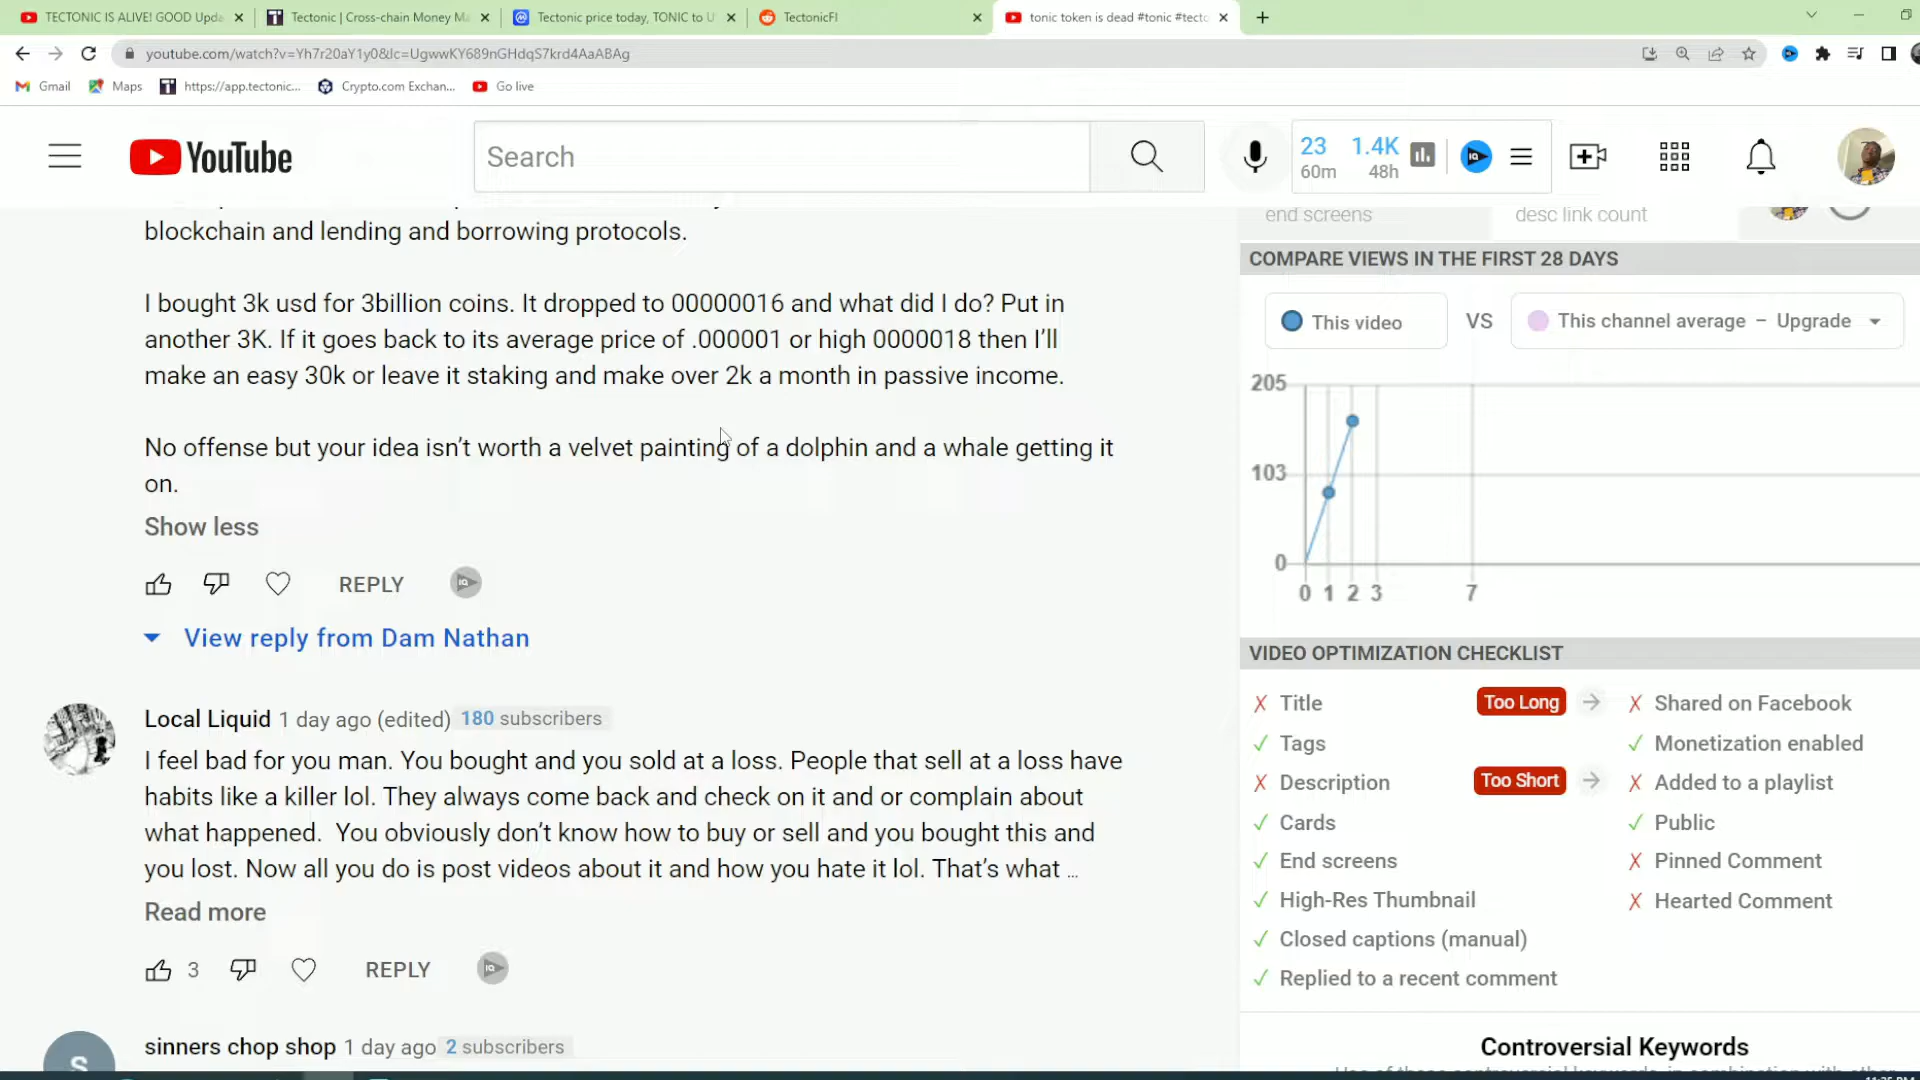 TECTONIC IS ALIVE! GOOD Upda
Tectonic | Cross-chain Money Ma
Tectonic price today, TONIC to U
TectonicFI
tonic token is dead #tonic #tecto
youtube.com/watch?v=Yh7r20aY1y0&lc=UgwwKY689nGHdqS7krd4AaABAg
Gmail
Maps
https://app.tectonic...
Crypto.com Exchan...
Go live
YouTube
Search
23
60m
1.4K
48h
end screens
desc link count
blockchain and lending and borrowing protocols.
I bought 3k usd for 3billion coins. It dropped to 00000016 and what did I do? Put in
another 3K. If it goes back to its average price of .000001 or high 0000018 then I'll
make an easy 30k or leave it staking and make over 2k a month in passive income.
No offense but your idea isn't worth a velvet painting of a dolphin and a whale getting it
on.
Show less
REPLY
View reply from Dam Nathan
Local Liquid 1 day ago (edited) 180 subscribers
I feel bad for you man. You bought and you sold at a loss. People that sell at a loss have
habits like a killer lol. They always come back and check on it and or complain about
what happened. You obviously don't know how to buy or sell and you bought this and
you lost. Now all you do is post videos about it and how you hate it lol. That's what ...
Read more
3
REPLY
S
sinners chop shop 1 day ago 2 subscribers
COMPARE VIEWS IN THE FIRST 28 DAYS
This video
VS
This channel average – Upgrade
205
103
0
0 1 2 3 7
VIDEO OPTIMIZATION CHECKLIST
X Title Too Long
✓ Tags
X Description Too Short
✓ Cards
✓ End screens
✓ High-Res Thumbnail
✓ Closed captions (manual)
✓ Replied to a recent comment
X Shared on Facebook
✓ Monetization enabled
X Added to a playlist
✓ Public
X Pinned Comment
X Hearted Comment
Controversial Keywords